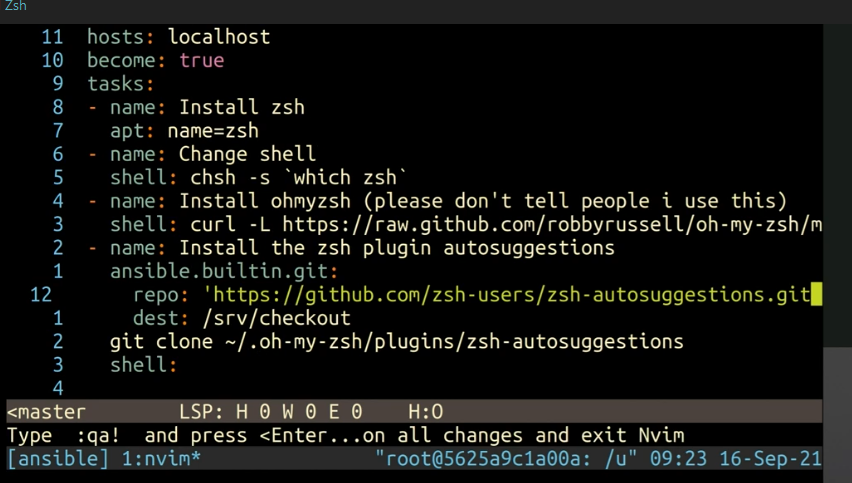 Zsh
11 hosts: localhost
10 become: true
9 tasks:
8 - name: Install zsh
7 apt: name=zsh
6 - name: Change shell
5 shell: chsh -s `which zsh`
4 - name: Install ohmyzsh (please don't tell people i use this)
3 shell: curl -L https://raw.github.com/robbyrussell/oh-my-zsh/m
2 - name: Install the zsh plugin autosuggestions
1 ansible.builtin.git:
12 repo: 'https://github.com/zsh-users/zsh-autosuggestions.git
1 dest: /srv/checkout
2 git clone ~/.oh-my-zsh/plugins/zsh-autosuggestions
3 shell:
4
<master LSP: H 0 W 0 E 0 H:O
Type :qa! and press <Enter...on all changes and exit Nvim
[ansible] 1:nvim* "root@5625a9c1a00a: /u" 09:23 16-Sep-21